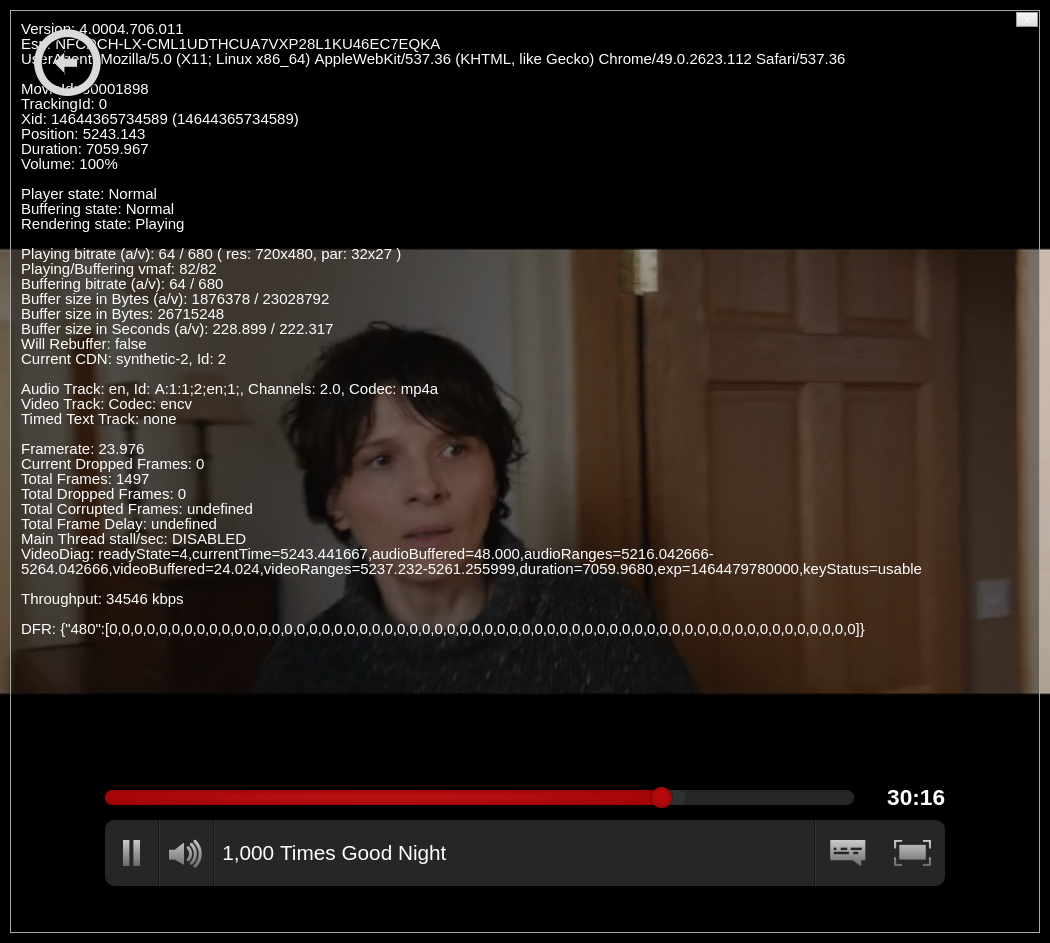 Version: 4.0004.706.011
Esn: NFCDCH-LX-CML1UDTHCUA7VXP28L1KU46EC7EQKA
UserAgent: Mozilla/5.0 (X11; Linux x86_64) AppleWebKit/537.36 (KHTML, like Gecko) Chrome/49.0.2623.112 Safari/537.36
MovieId: 80001898
TrackingId: 0
Xid: 14644365734589 (14644365734589)
Position: 5243.143
Duration: 7059.967
Volume: 100%
Player state: Normal
Buffering state: Normal
Rendering state: Playing
Playing bitrate (a/v): 64 / 680 ( res: 720x480, par: 32x27 )
Playing/Buffering vmaf: 82/82
Buffering bitrate (a/v): 64 / 680
Buffer size in Bytes (a/v): 1876378 / 23028792
Buffer size in Bytes: 26715248
Buffer size in Seconds (a/v): 228.899 / 222.317
Will Rebuffer: false
Current CDN: synthetic-2, Id: 2
Audio Track: en, Id: A:1:1;2;en;1;, Channels: 2.0, Codec: mp4a
Video Track: Codec: encv
Timed Text Track: none
Framerate: 23.976
Current Dropped Frames: 0
Total Frames: 1497
Total Dropped Frames: 0
Total Corrupted Frames: undefined
Total Frame Delay: undefined
Main Thread stall/sec: DISABLED
VideoDiag: readyState=4,currentTime=5243.441667,audioBuffered=48.000,audioRanges=5216.042666-
5264.042666,videoBuffered=24.024,videoRanges=5237.232-5261.255999,duration=7059.9680,exp=1464479780000,keyStatus=usable
Throughput: 34546 kbps
DFR: {"480":[0,0,0,0,0,0,0,0,0,0,0,0,0,0,0,0,0,0,0,0,0,0,0,0,0,0,0,0,0,0,0,0,0,0,0,0,0,0,0,0,0,0,0,0,0,0,0,0,0,0,0,0,0,0,0,0,0,0,0,0]}
30:16
1,000 Times Good Night